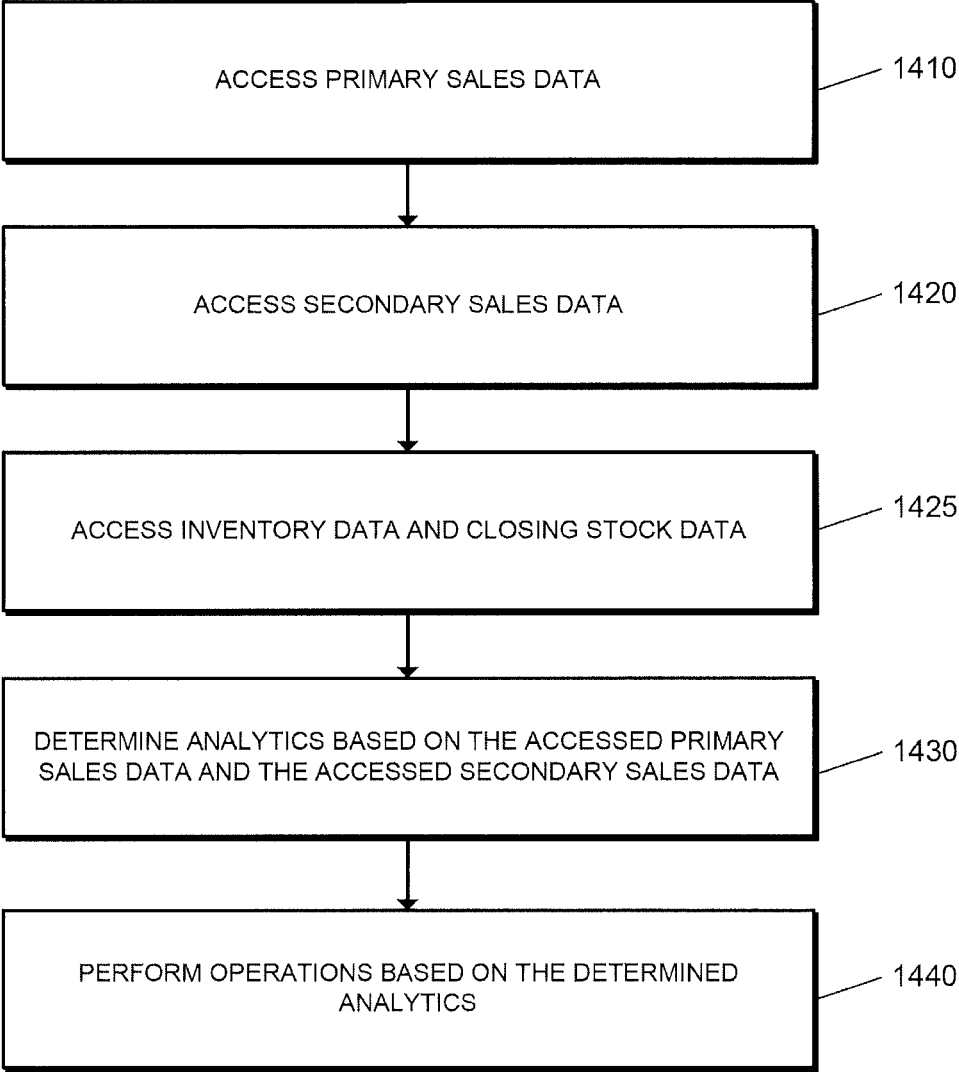 ACCESS PRIMARY SALES DATA
1410
ACCESS SECONDARY SALES DATA
1420
ACCESS INVENTORY DATA AND CLOSING STOCK DATA
1425
DETERMINE ANALYTICS BASED ON THE ACCESSED PRIMARY
SALES DATA AND THE ACCESSED SECONDARY SALES DATA
1430
PERFORM OPERATIONS BASED ON THE DETERMINED
ANALYTICS
1440